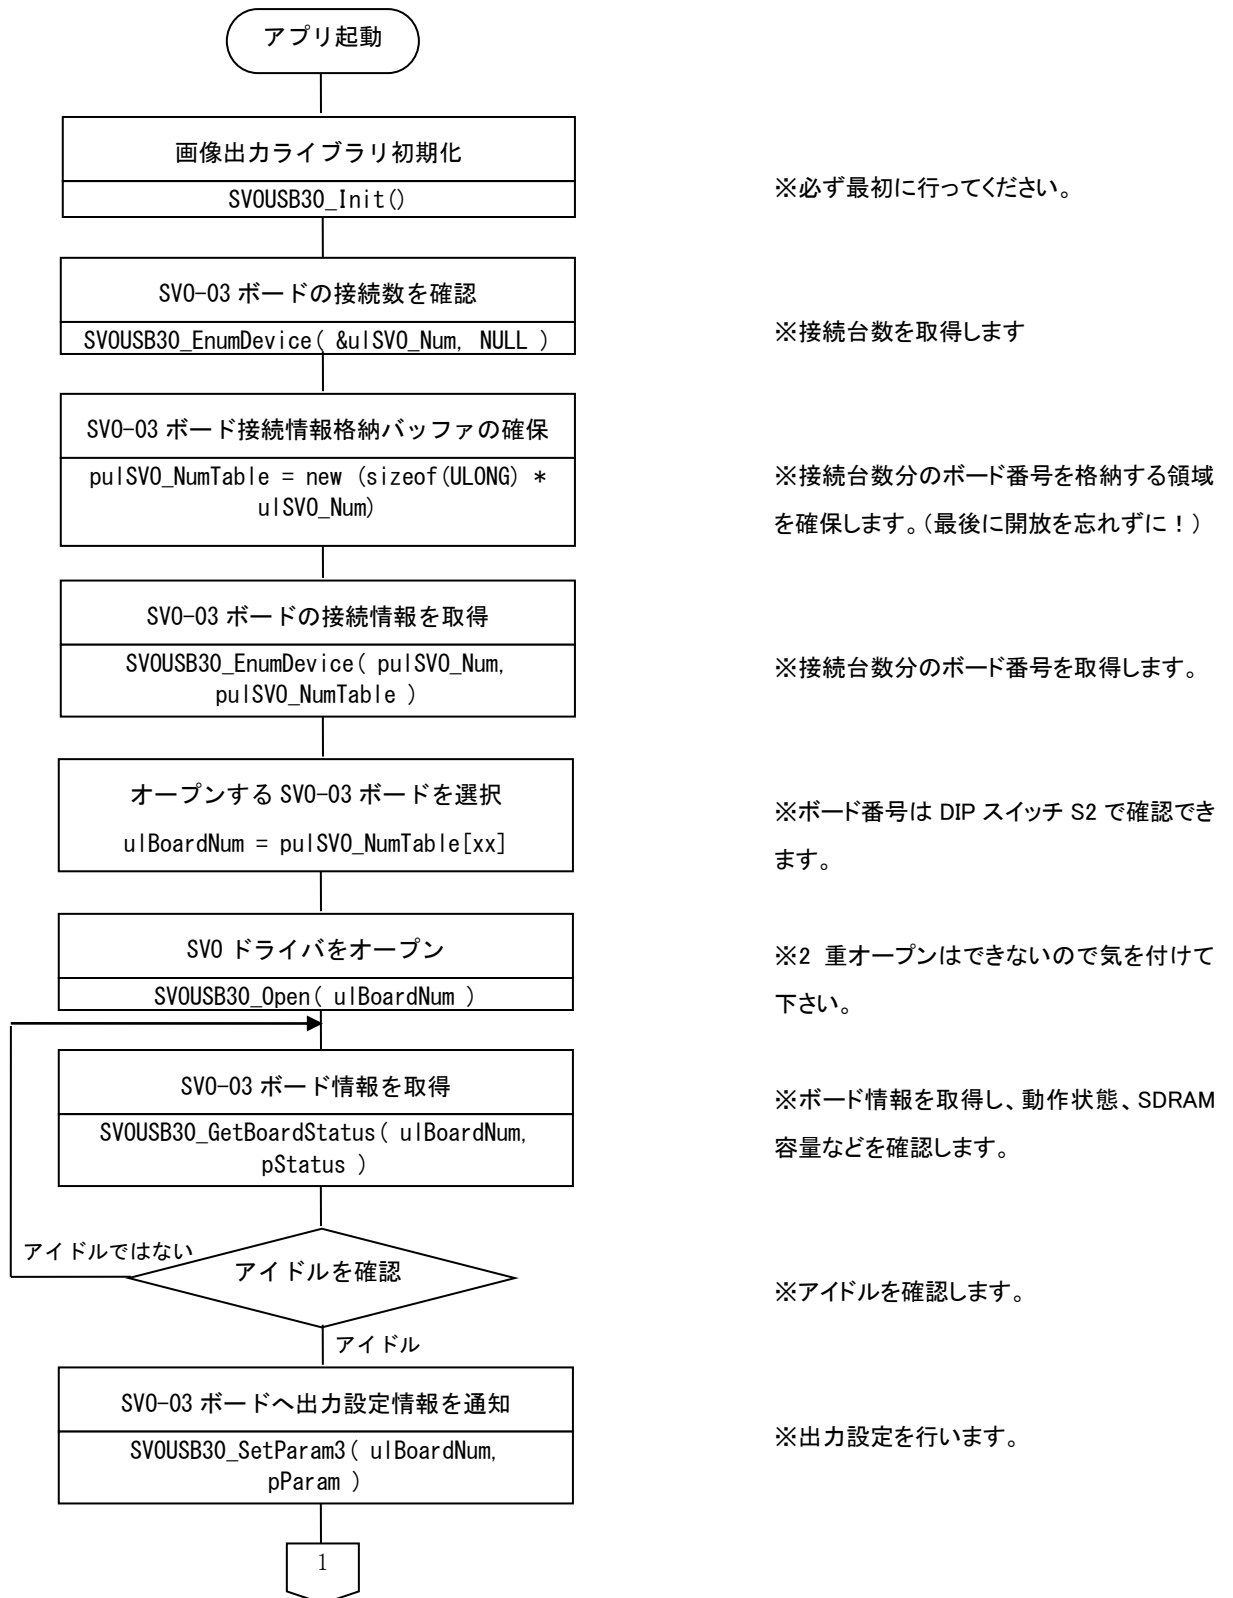 アプリ起動
画像出力ライブラリ初期化
SVOUSB30_Init()
※必ず最初に行ってください。
SVO-03 ボードの接続数を確認
SVOUSB30_EnumDevice( &ulSVO_Num, NULL )
※接続台数を取得します
SVO-03 ボード接続情報格納バッファの確保
pulSVO_NumTable = new (sizeof(ULONG) *
ulSVO_Num)
※接続台数分のボード番号を格納する領域
を確保します。（最後に開放を忘れずに！）
SVO-03 ボードの接続情報を取得
SVOUSB30_EnumDevice( pulSVO_Num,
pulSVO_NumTable )
※接続台数分のボード番号を取得します。
オープンする SVO-03 ボードを選択
ulBoardNum = pulSVO_NumTable[xx]
※ボード番号は DIP スイッチ S2 で確認でき
ます。
SVO ドライバをオープン
SVOUSB30_Open( ulBoardNum )
※2 重オープンはできないので気を付けて
下さい。
SVO-03 ボード情報を取得
SVOUSB30_GetBoardStatus( ulBoardNum,
pStatus )
※ボード情報を取得し、動作状態、SDRAM
容量などを確認します。
アイドルではない
アイドルを確認
※アイドルを確認します。
アイドル
SVO-03 ボードへ出力設定情報を通知
SVOUSB30_SetParam3( ulBoardNum,
pParam )
※出力設定を行います。
1